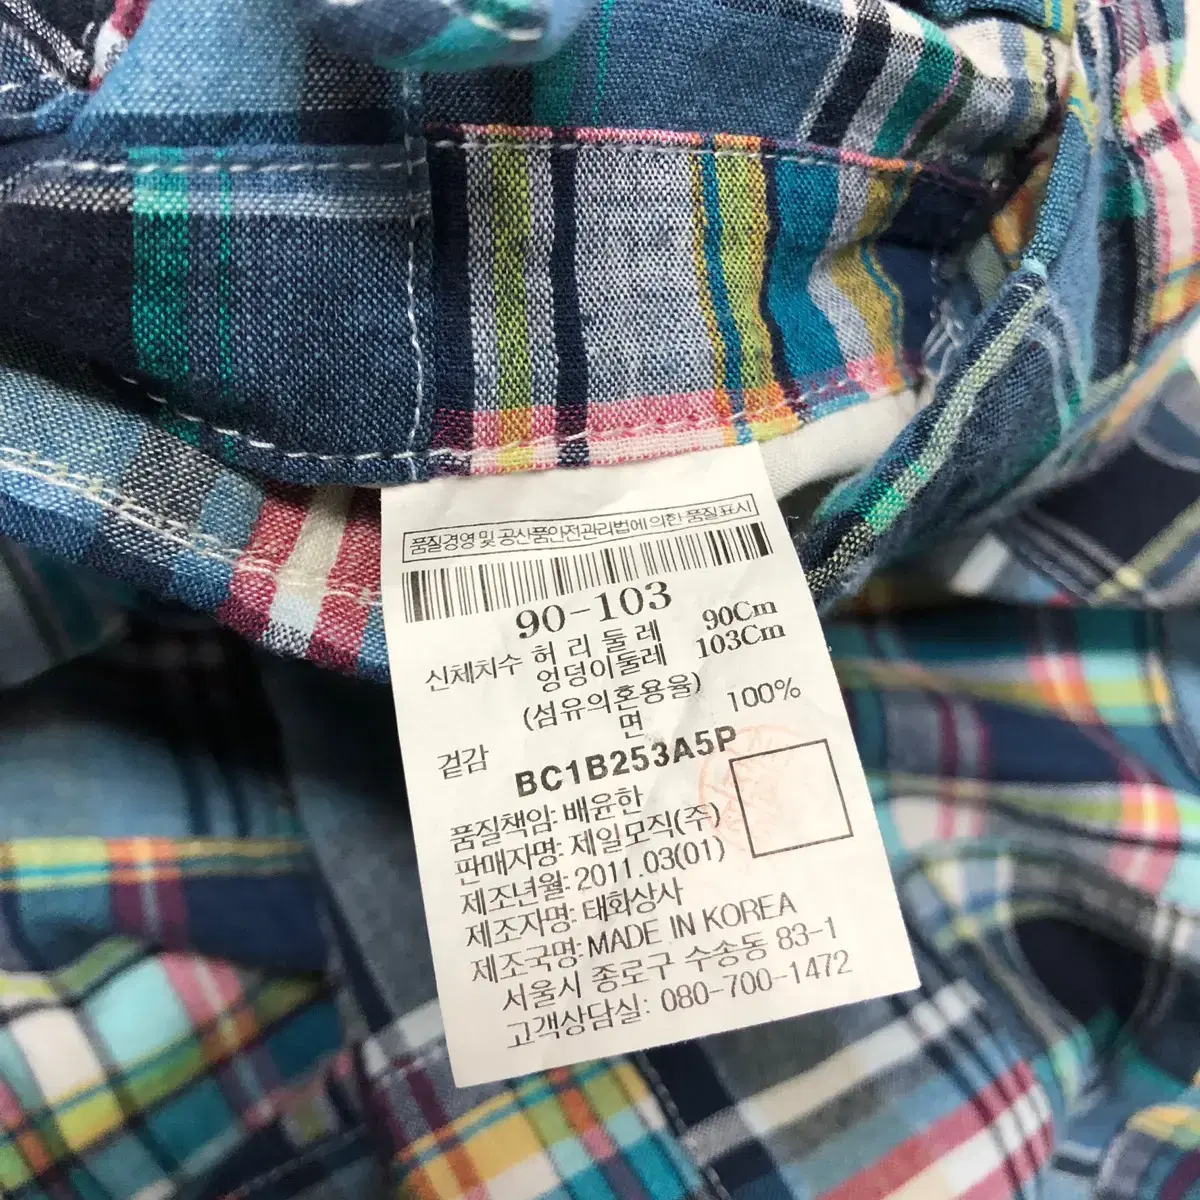 품질경영 및 공산품안전관리법에 의한 품질표시
90-103
신체치수 허리둘레 90Cm
엉덩이둘레 103Cm
(섬유의혼용율)
겉감 면 100%
BC1B253A5P
품질책임: 배윤한
판매자명: 제일모직(주)
제조년월: 2011.03(01)
제조자명: 태화상사
제조국명: MADE IN KOREA
서울시 종로구 수송동 83-1
고객상담실: 080-700-1472